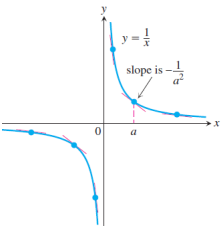 y
y = 1/x
slope is -1/a²
0
a
x